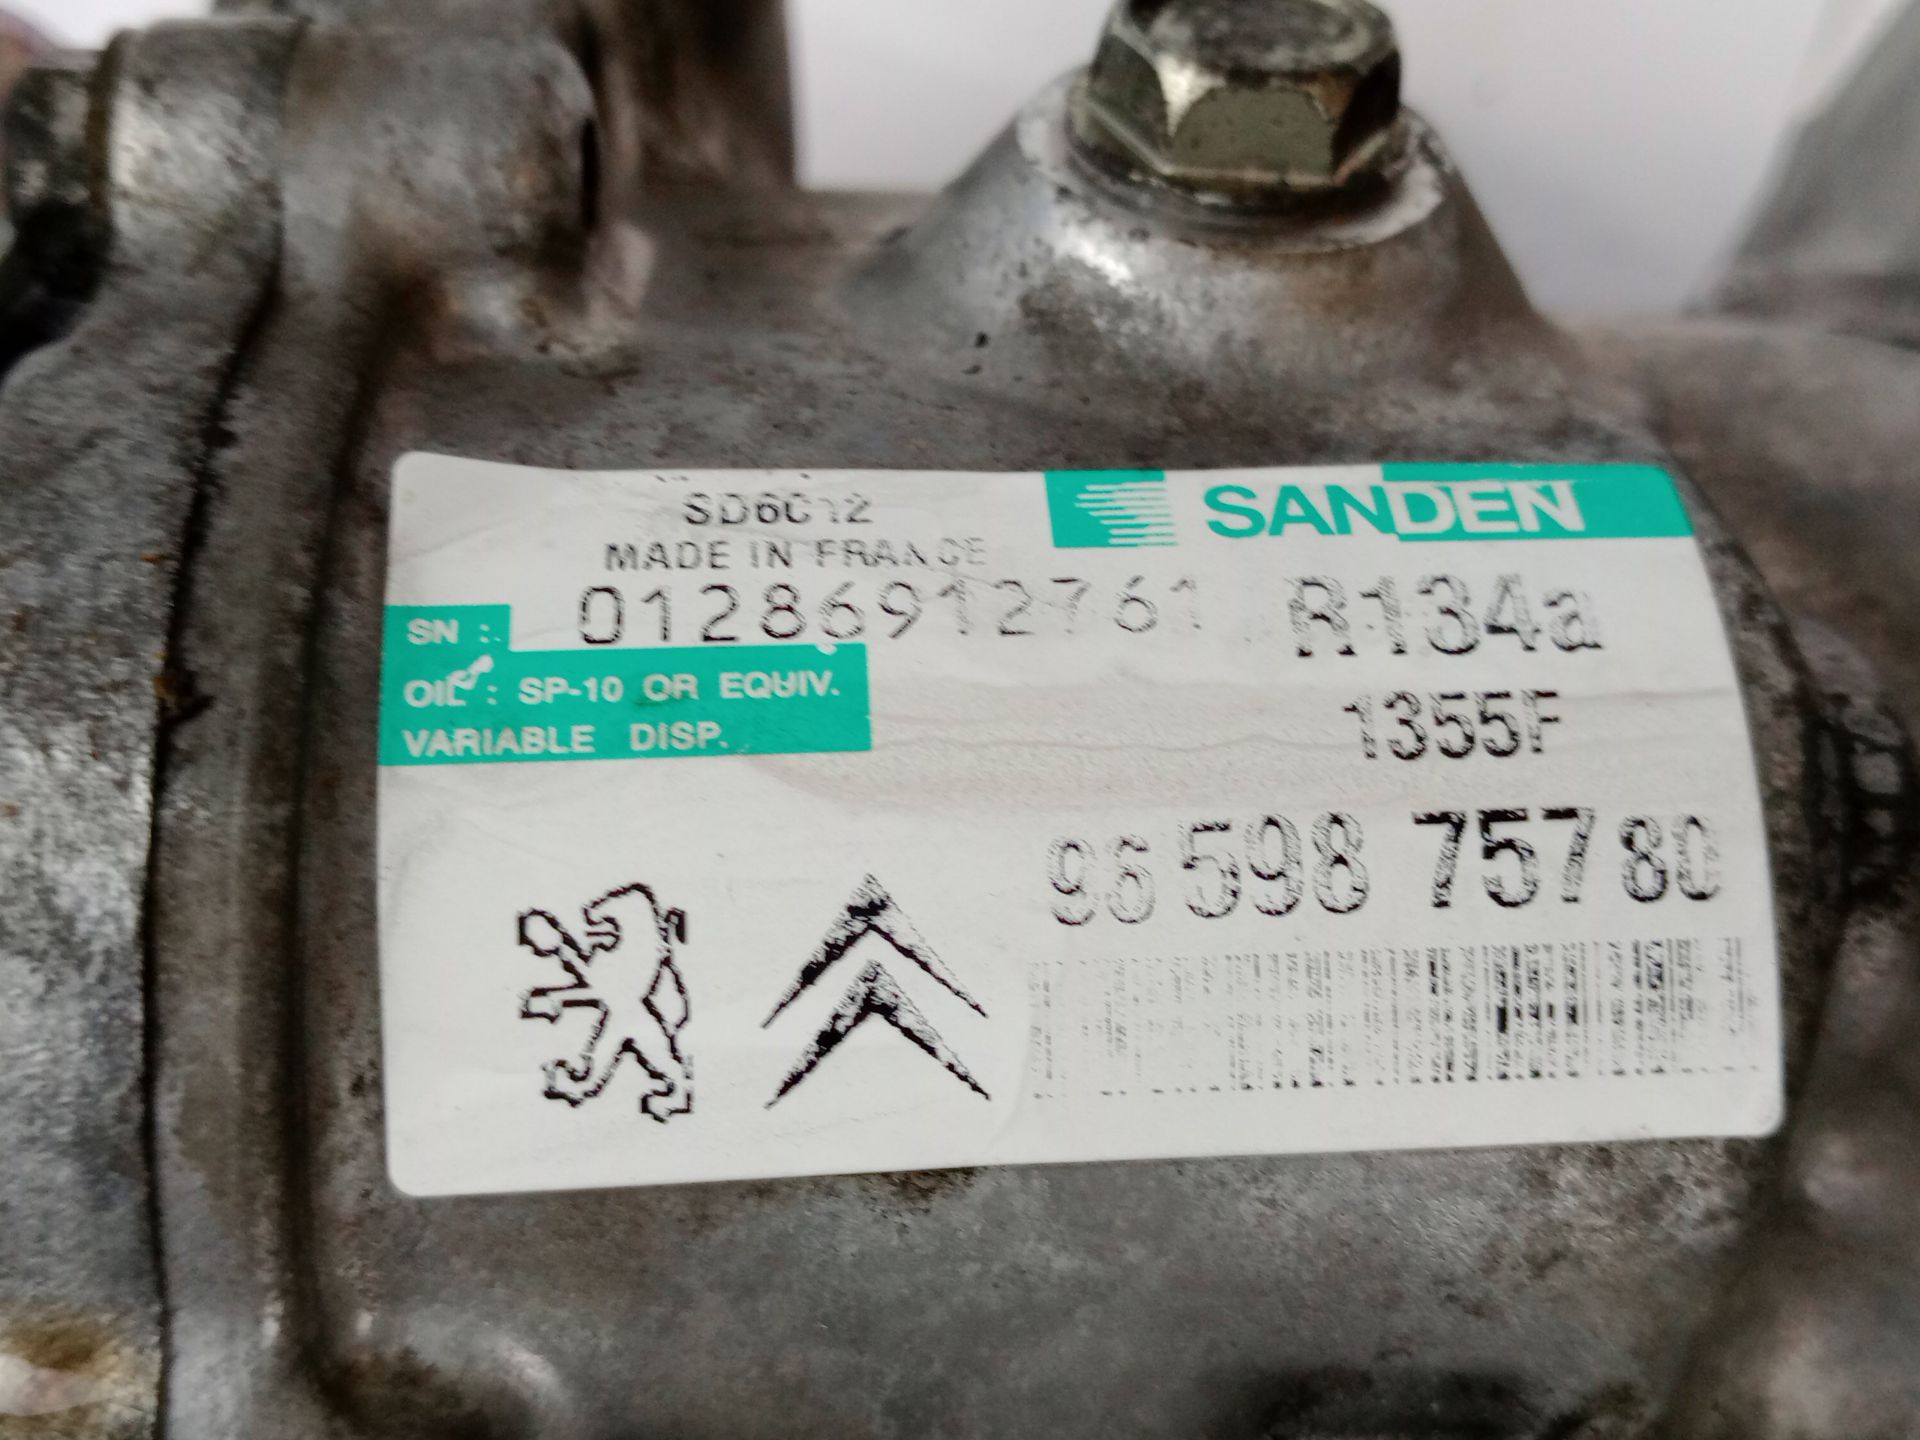 SD6C12
SANDEN
MADE IN FRANCE
SN : 01286912761 R134a
OIL : SP-10 OR EQUIV.
1355F
VARIABLE DISP.
96 598 757 80